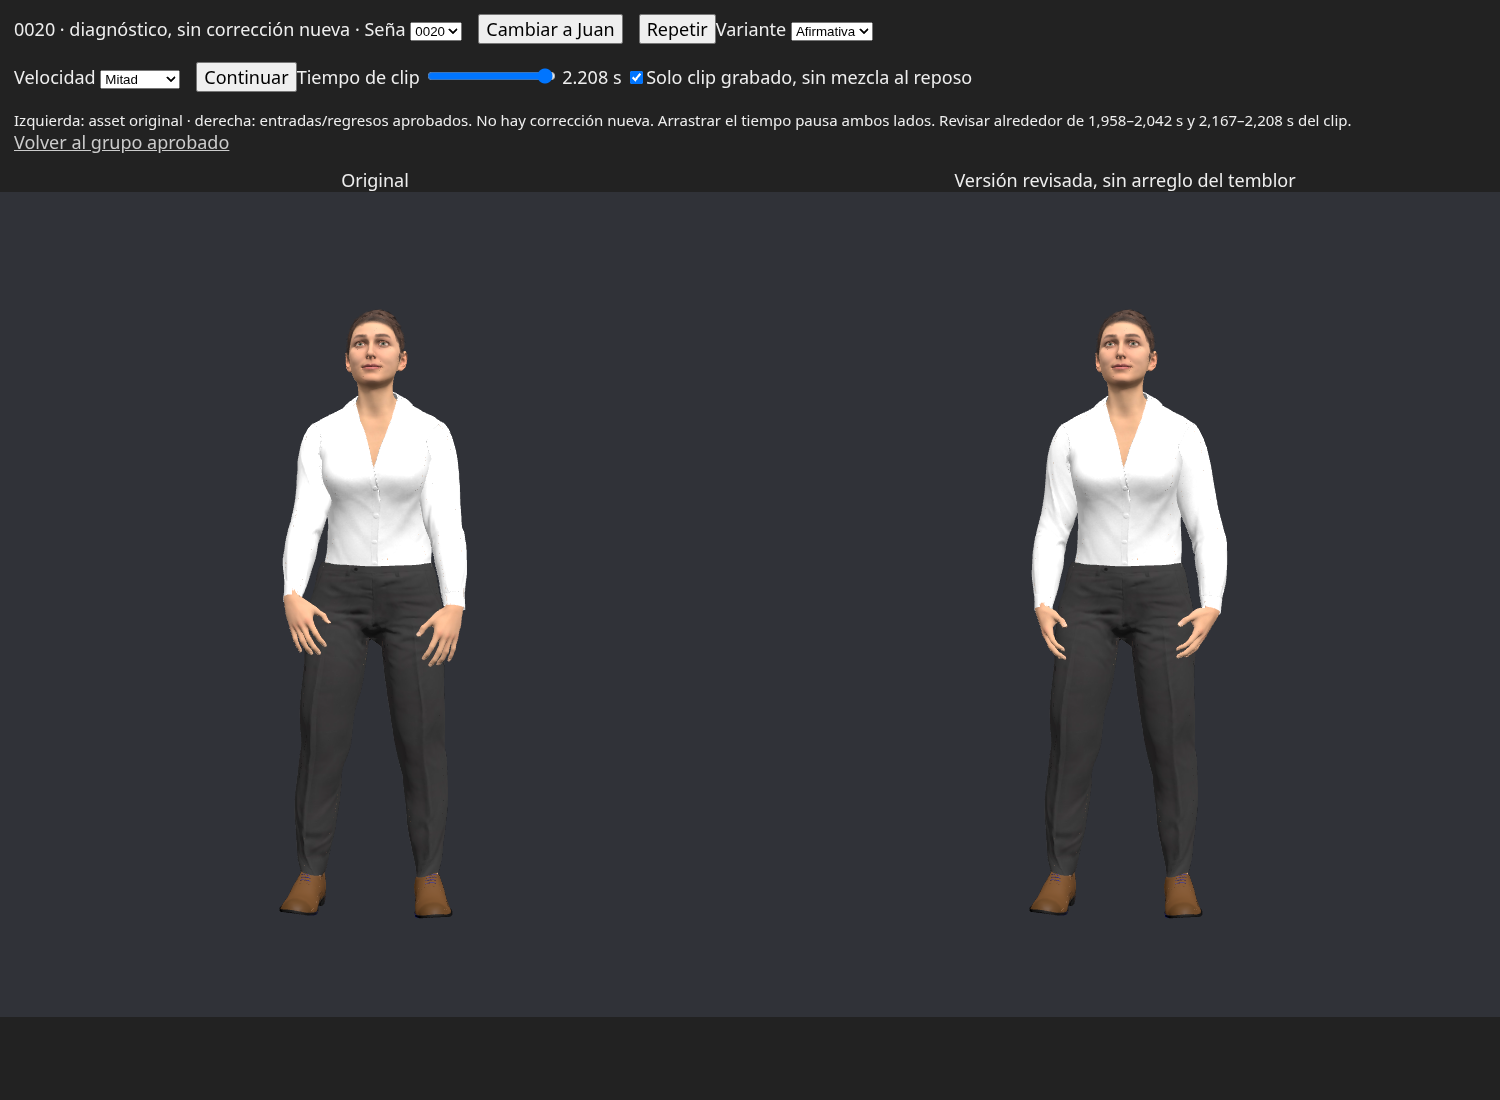 0020 · diagnóstico, sin corrección nueva · Seña 0020 Cambiar a Juan Repetir Variante Afirmativa
Velocidad Mitad Continuar Tiempo de clip 2.208 s Solo clip grabado, sin mezcla al reposo
Izquierda: asset original · derecha: entradas/regresos aprobados. No hay corrección nueva. Arrastrar el tiempo pausa ambos lados. Revisar alrededor de 1,958–2,042 s y 2,167–2,208 s del clip.
Volver al grupo aprobado
Original Versión revisada, sin arreglo del temblor